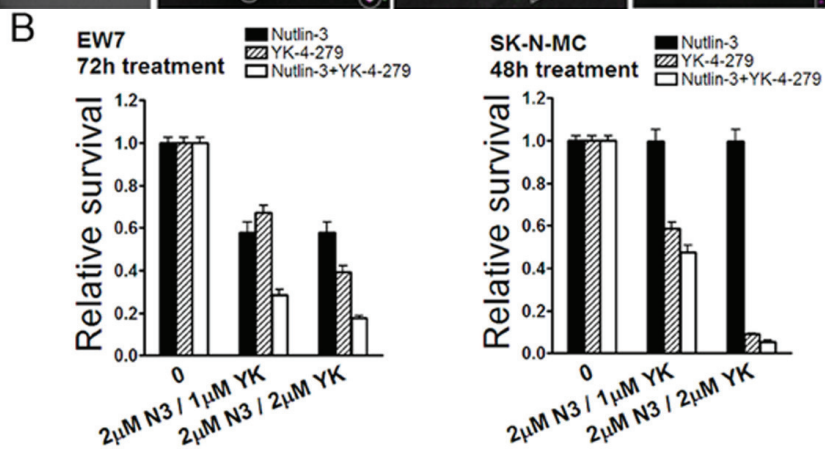 B
EW7
72h treatment
Nutlin-3
YK-4-279
Nutlin-3+YK-4-279
Relative survival
1.2
1.0
0.8
0.6
0.4
0.2
0.0
0
2μM N3 / 1μM YK
2μM N3 / 2μM YK
SK-N-MC
48h treatment
Nutlin-3
YK-4-279
Nutlin-3+YK-4-279
Relative survival
1.2
1.0
0.8
0.6
0.4
0.2
0.0
0
2μM N3 / 1μM YK
2μM N3 / 2μM YK